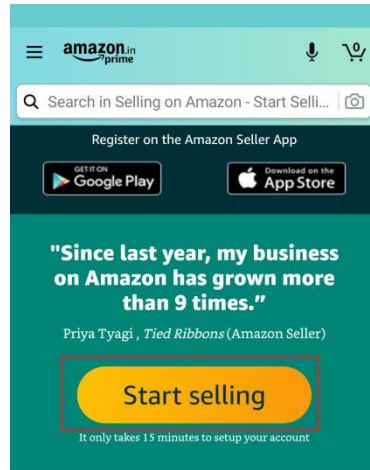 amazon.in
prime
0
Search in Selling on Amazon - Start Selli...
Register on the Amazon Seller App
GET IT ON
Google Play
Download on the
App Store
"Since last year, my business
on Amazon has grown more
than 9 times.”
Priya Tyagi , Tied Ribbons (Amazon Seller)
Start selling
It only takes 15 minutes to setup your account